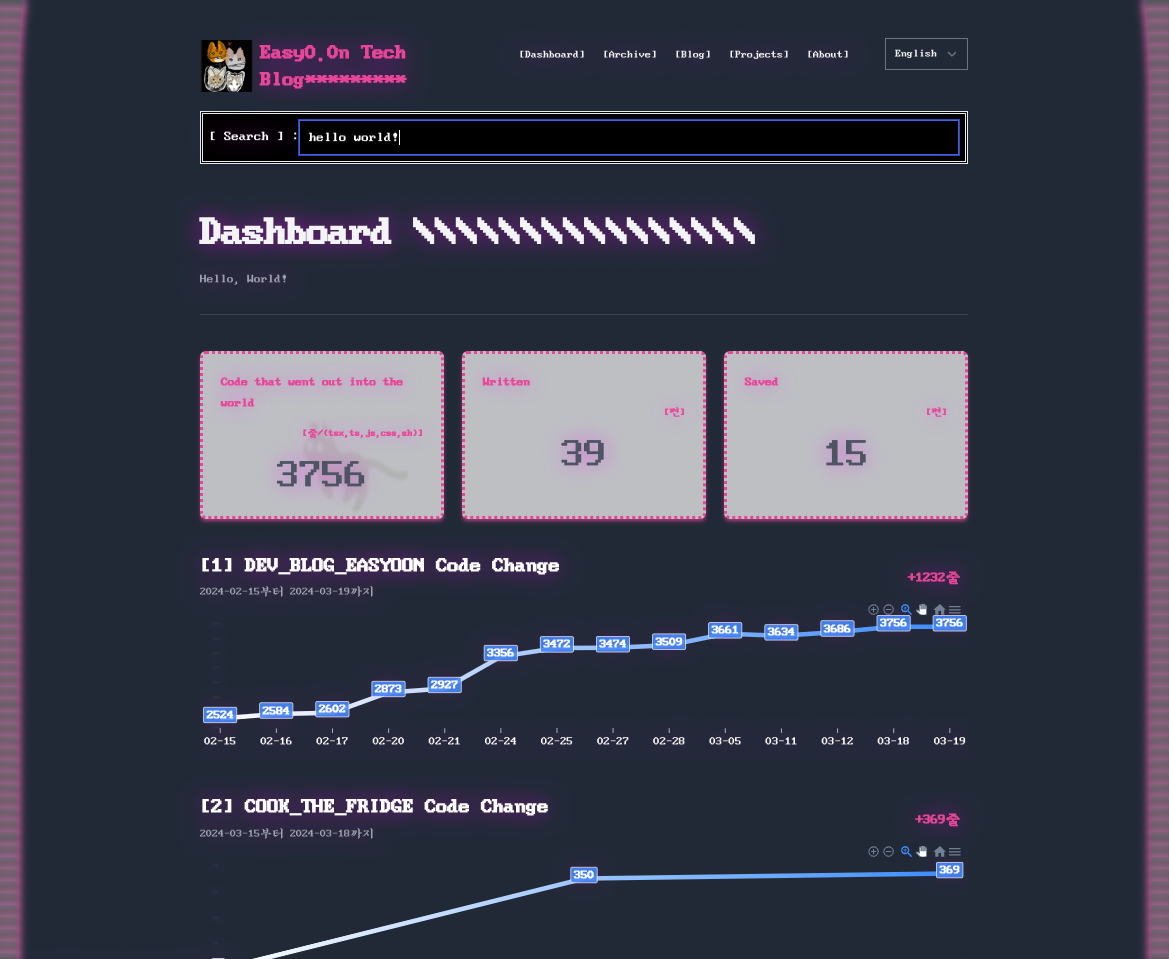 EasyO.On Tech
Blog*********
[Dashboard] [Archive] [Blog] [Projects] [About]
English
[ Search ] : hello world!
Dashboard \\\\\\\\\\\\\\\\
Hello, World!
Code that went out into the
world
[줄/(tsx,ts,js,css,sh)]
3756
Written
[편]
39
Saved
[편]
15
[1] DEV_BLOG_EASYOON Code Change
+1232줄
2024-02-15부터 2024-03-19까지
2524 2584 2602 2873 2927 3356 3472 3474 3509 3661 3634 3686 3756 3756
02-15 02-16 02-17 02-20 02-21 02-24 02-25 02-27 02-28 03-05 03-11 03-12 03-18 03-19
[2] COOK_THE_FRIDGE Code Change
+369줄
2024-03-15부터 2024-03-18까지
350 369